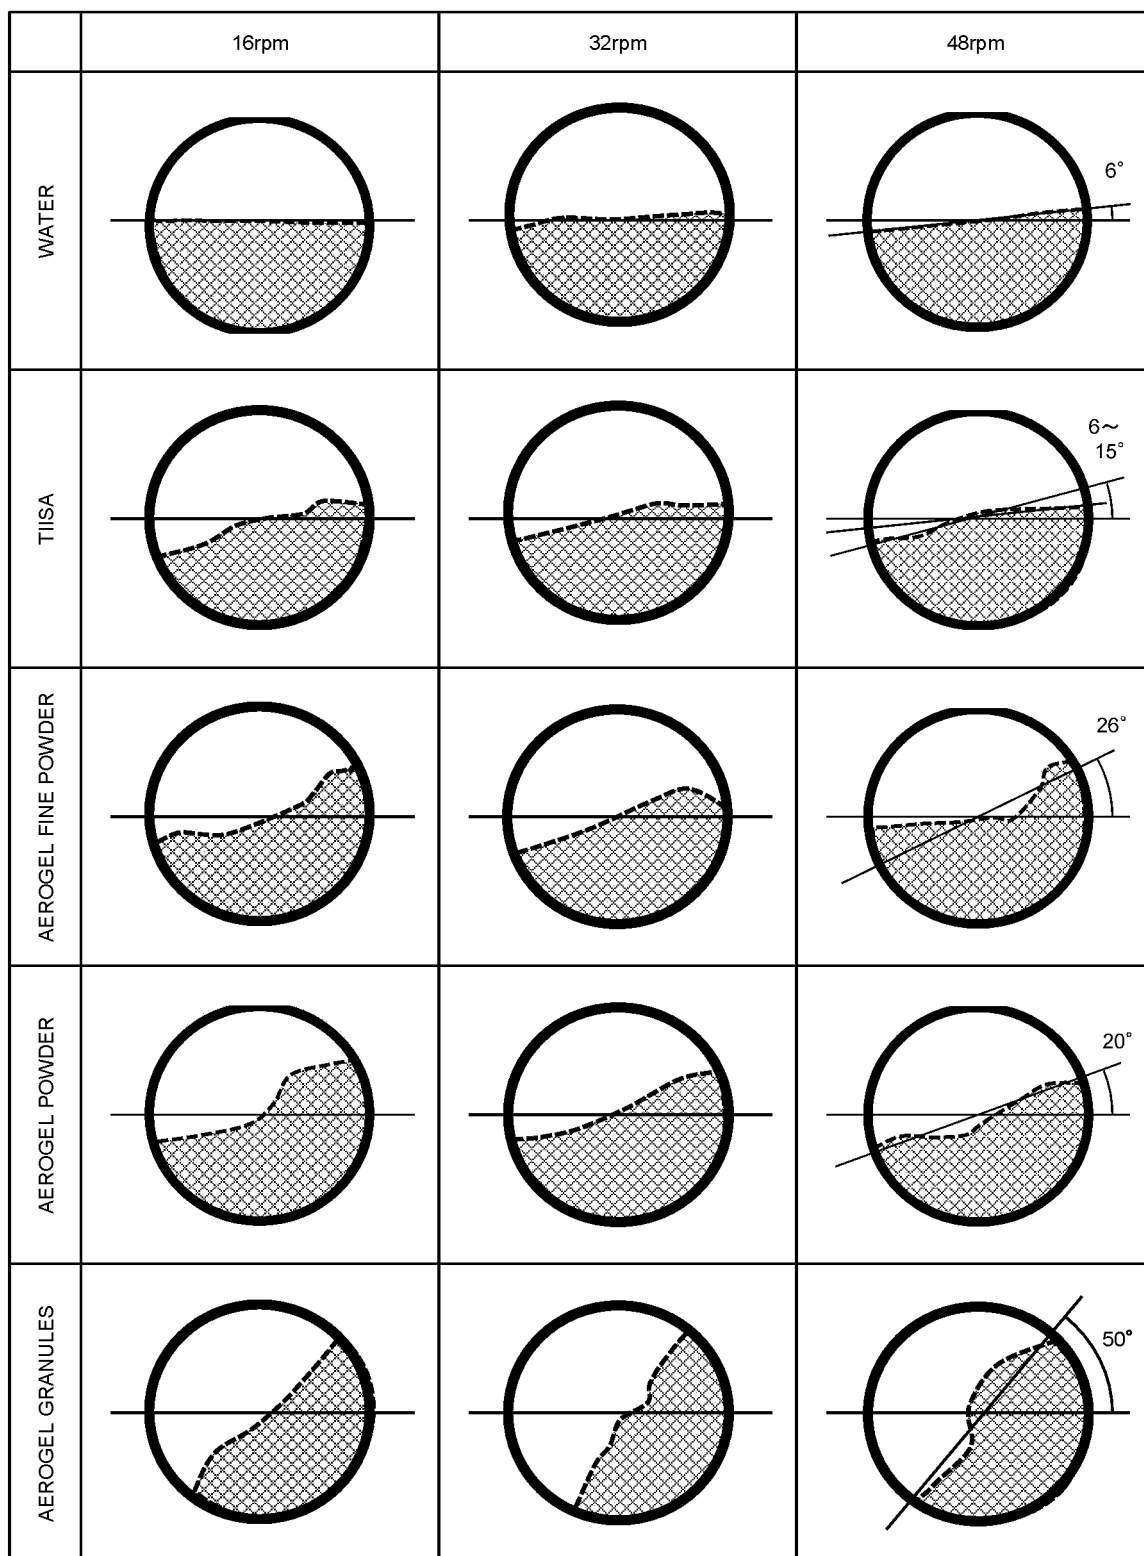 16rpm
32rpm
48rpm
WATER
6°
TIISA
6～
15°
AEROGEL FINE POWDER
26°
AEROGEL POWDER
20°
AEROGEL GRANULES
50°